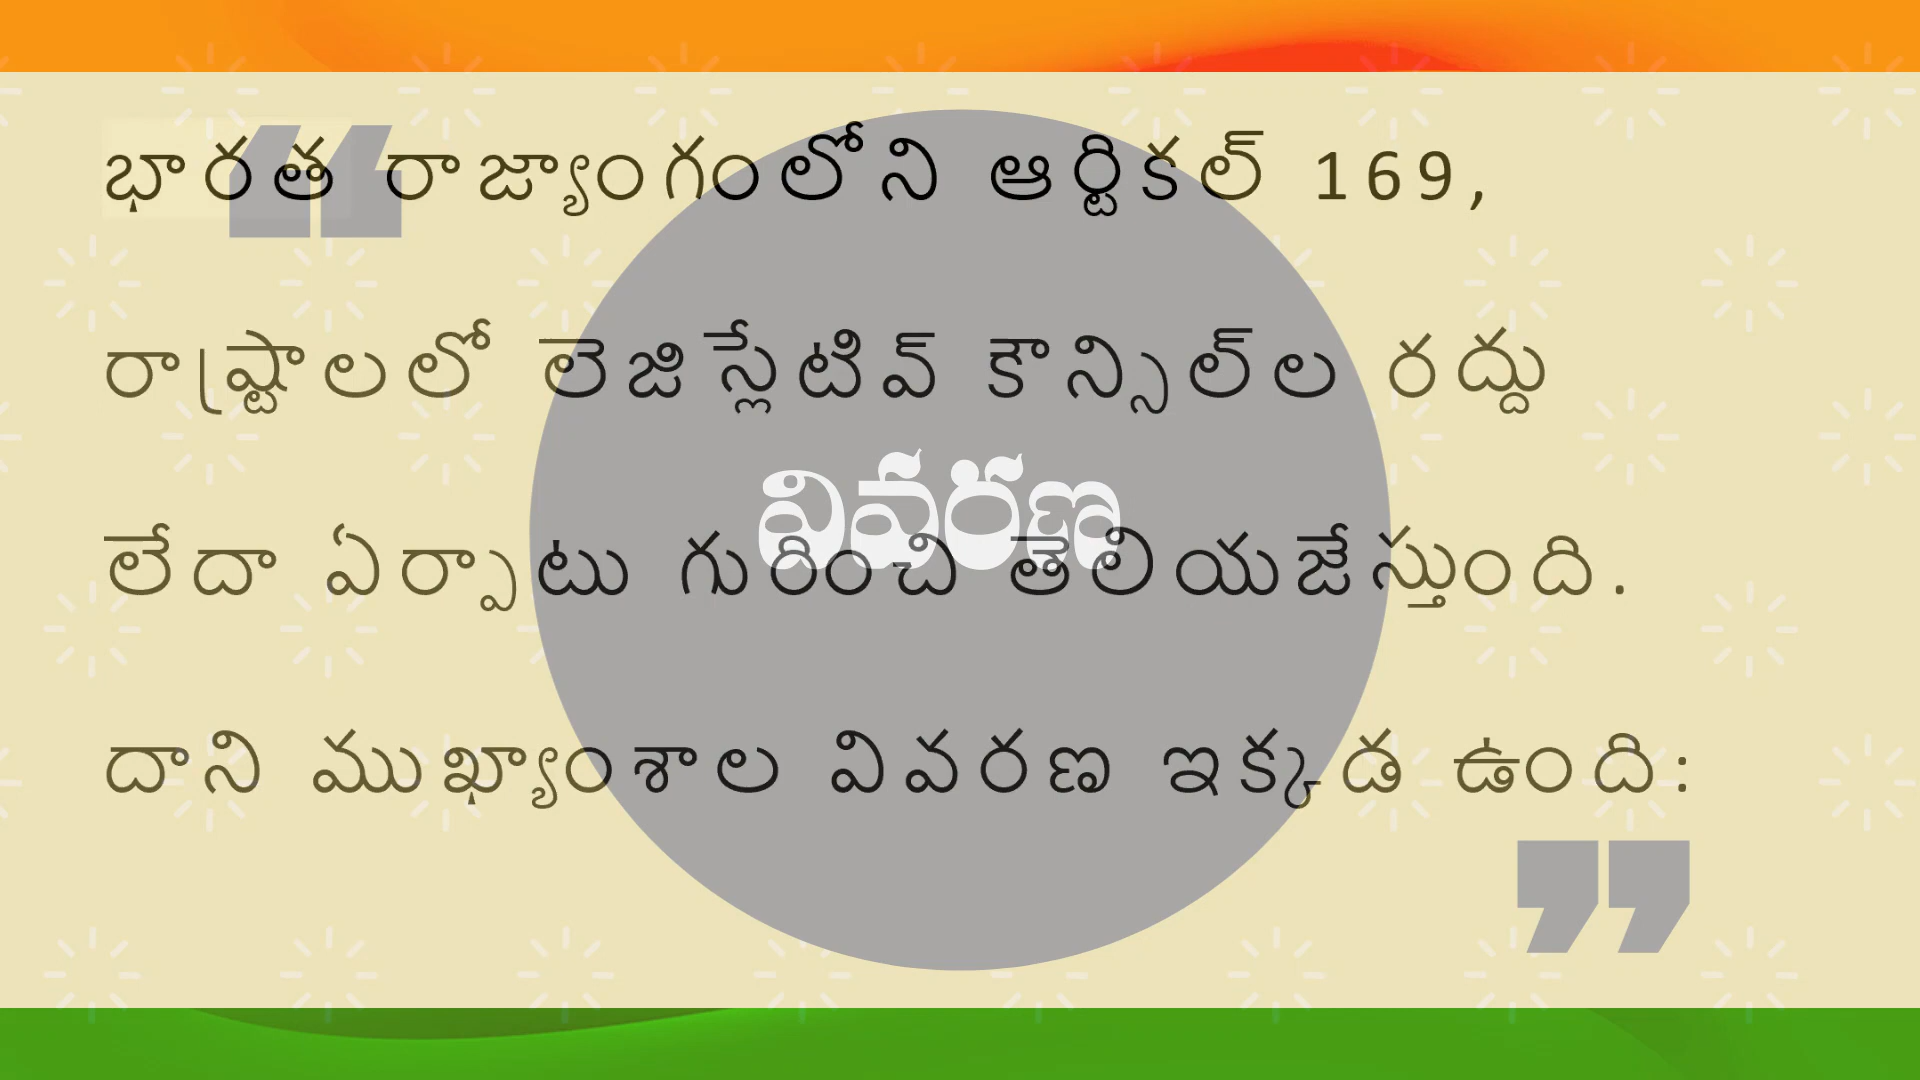 భారత రాజ్యాంగంలోని ఆర్టికల్ 169,
రాష్ట్రాలలో లెజిస్లేటివ్ కౌన్సిల్‌ల రద్దు
వివరణ
లేదా ఏర్పాటు గురించి తెలియజేస్తుంది.
దాని ముఖ్యాంశాల వివరణ ఇక్కడ ఉంది: